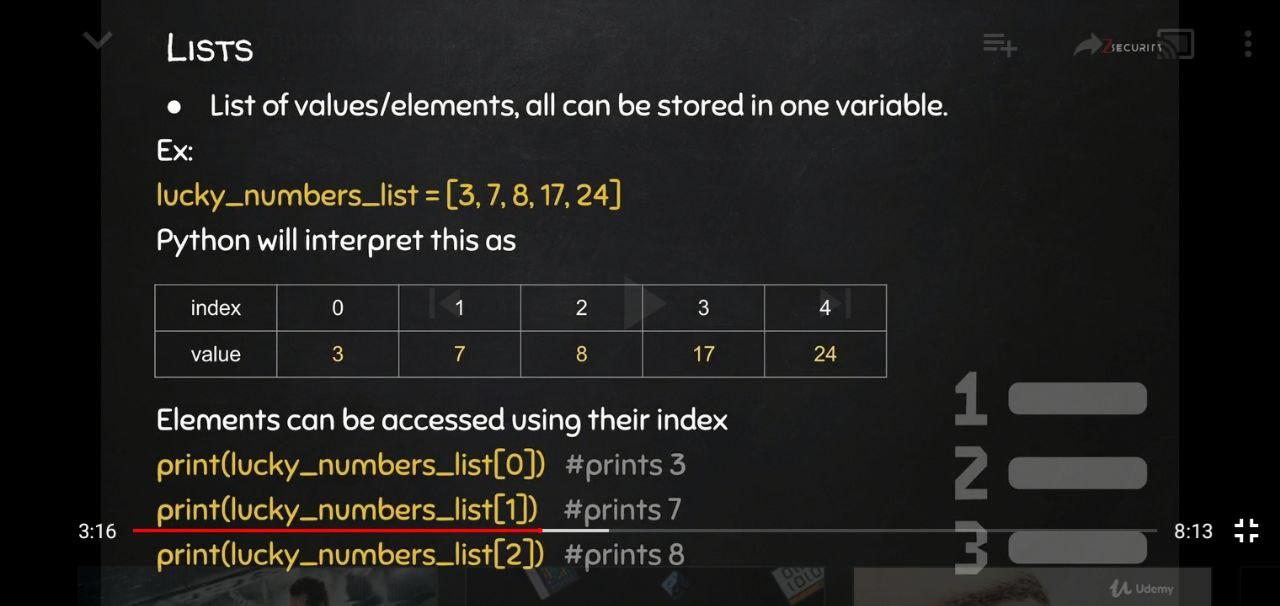 LISTS
ZSECURITY
● List of values/elements, all can be stored in one variable.
Ex:
lucky_numbers_list = [3, 7, 8, 17, 24]
Python will interpret this as
index 0 1 2 3 4
value 3 7 8 17 24
Elements can be accessed using their index
print(lucky_numbers_list[0]) #prints 3
print(lucky_numbers_list[1]) #prints 7
3:16 8:13
print(lucky_numbers_list[2]) #prints 8
1
2
3
Udemy